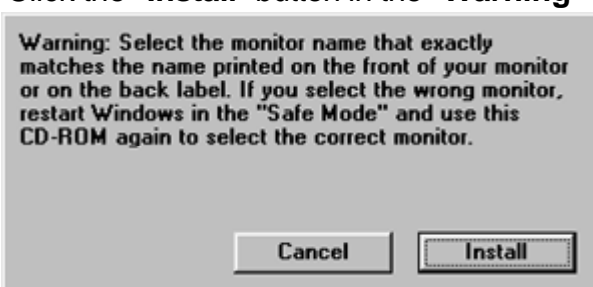 Click the "Install" button in the "Warning"
Warning: Select the monitor name that exactly
matches the name printed on the front of your monitor
or on the back label. If you select the wrong monitor,
restart Windows in the "Safe Mode" and use this
CD-ROM again to select the correct monitor.
Cancel
Install